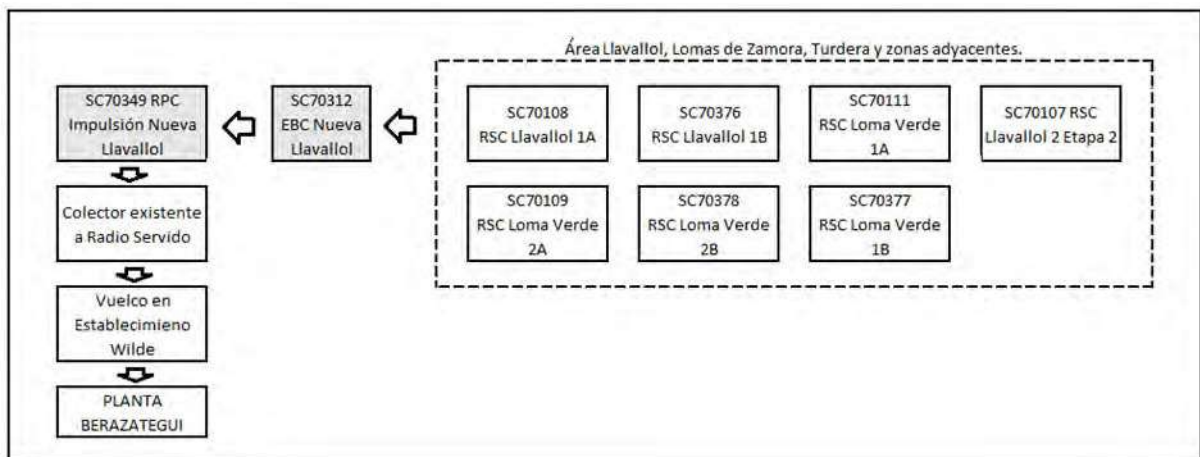 Área Llavallol, Lomas de Zamora, Turdera y zonas adyacentes.
SC70349 RPC
Impulsión Nueva
Llavallol
SC70312
EBC Nueva
Llavallol
SC70108
RSC Llavallol 1A
SC70376
RSC Llavallol 1B
SC70111
RSC Loma Verde
1A
SC70107 RSC
Llavallol 2 Etapa 2
SC70109
RSC Loma Verde
2A
SC70378
RSC Loma Verde
2B
SC70377
RSC Loma Verde
1B
Colector existente
a Radio Servido
Vuelco en
Establecimieno
Wilde
PLANTA
BERAZATEGUI